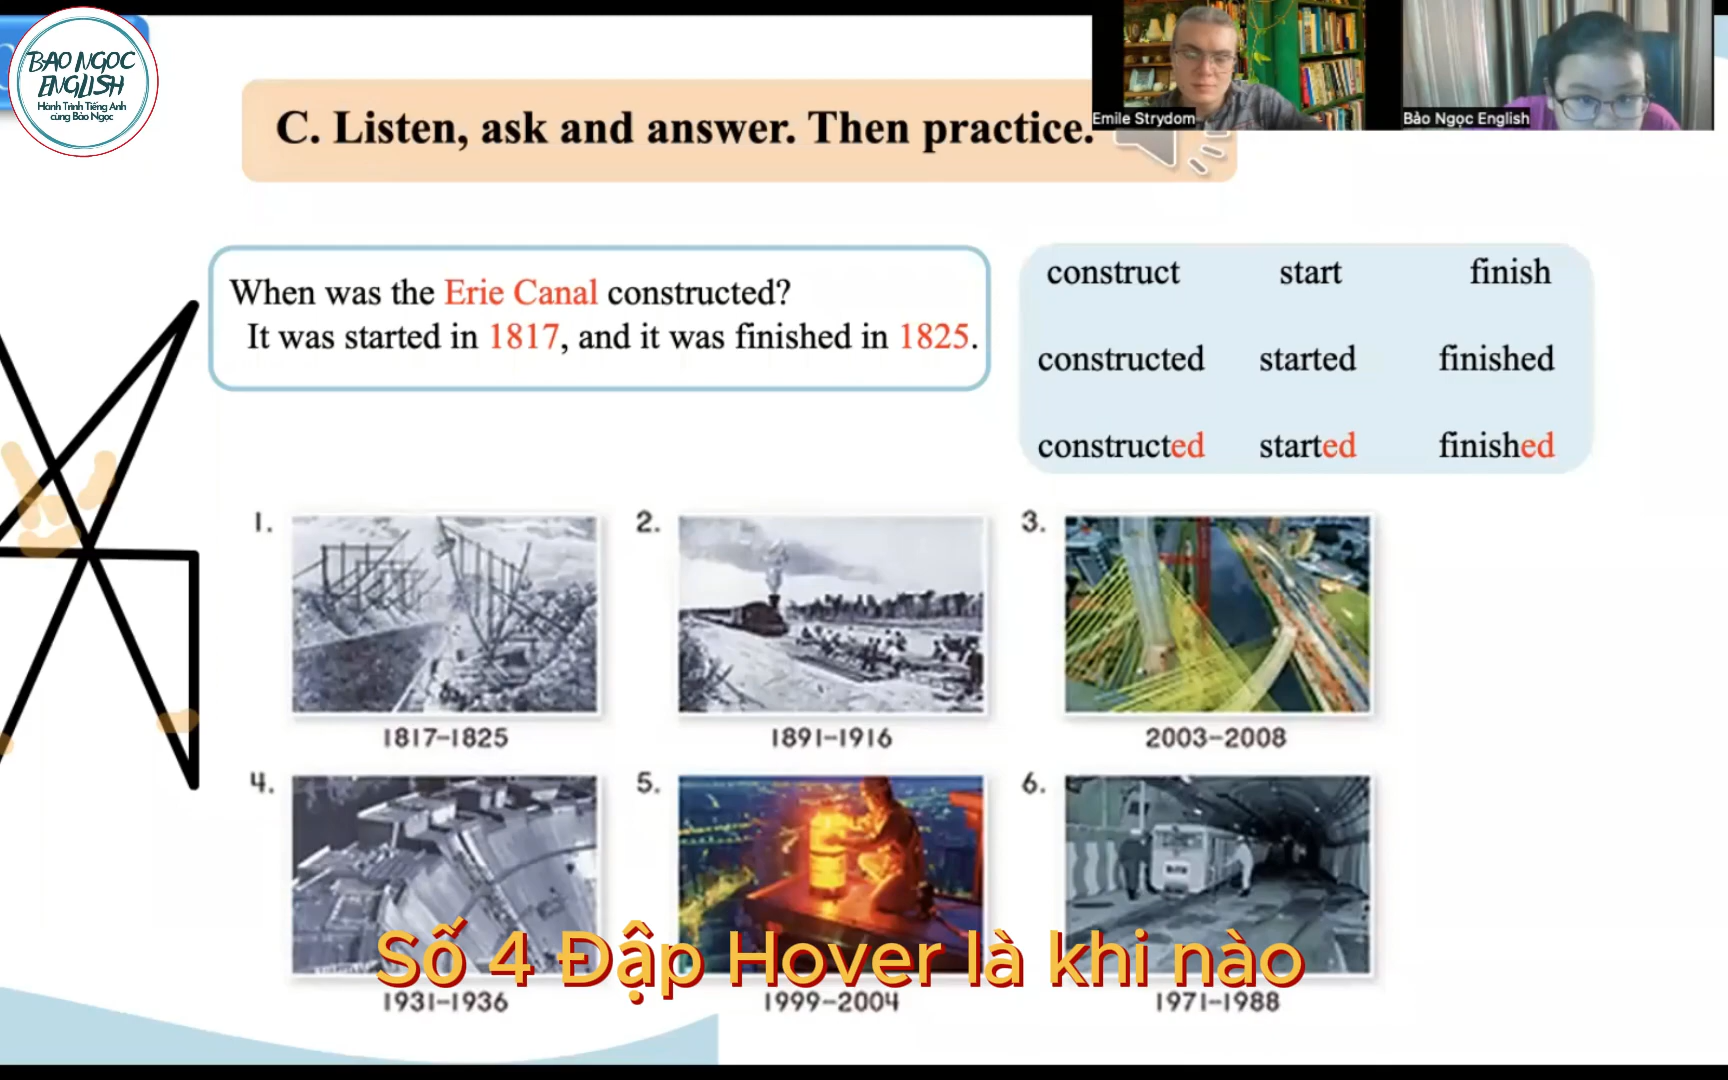 BẢO NGỌC
ENGLISH
Hành Trình Tiếng Anh
cùng Bảo Ngọc
Emile Strydom
Bảo Ngọc English
C. Listen, ask and answer. Then practice.
When was the Erie Canal constructed?
It was started in 1817, and it was finished in 1825.
construct start finish
constructed started finished
constructed started finished
1. 2. 3.
1817-1825 1891-1916 2003-2008
4. 5. 6.
Số 4 Đập Hover là khi nào
1931-1936 1999-2004 1971-1988